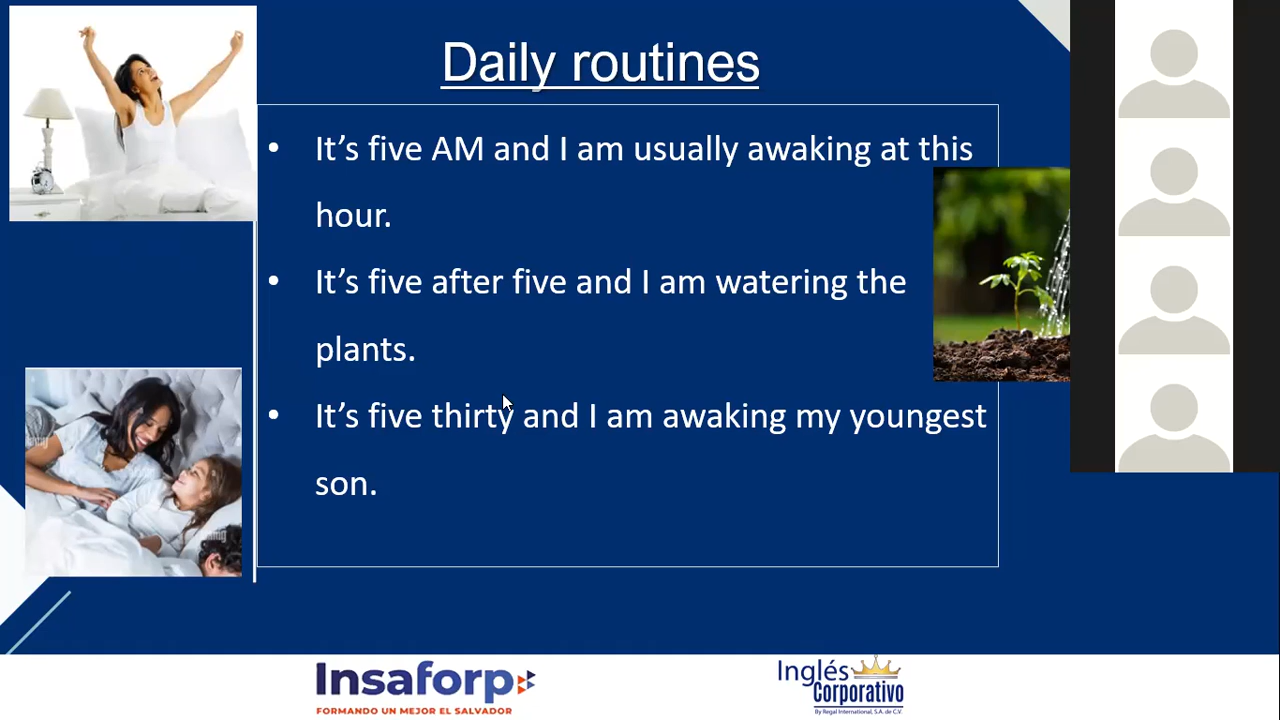 Daily routines
• It's five AM and I am usually awaking at this
hour.
• It's five after five and I am watering the
plants.
• It's five thirty and I am awaking my youngest
son.
Insaforp
FORMANDO UN MEJOR EL SALVADOR
Inglés
Corporativo
By Regal International, S.A. de C.V.